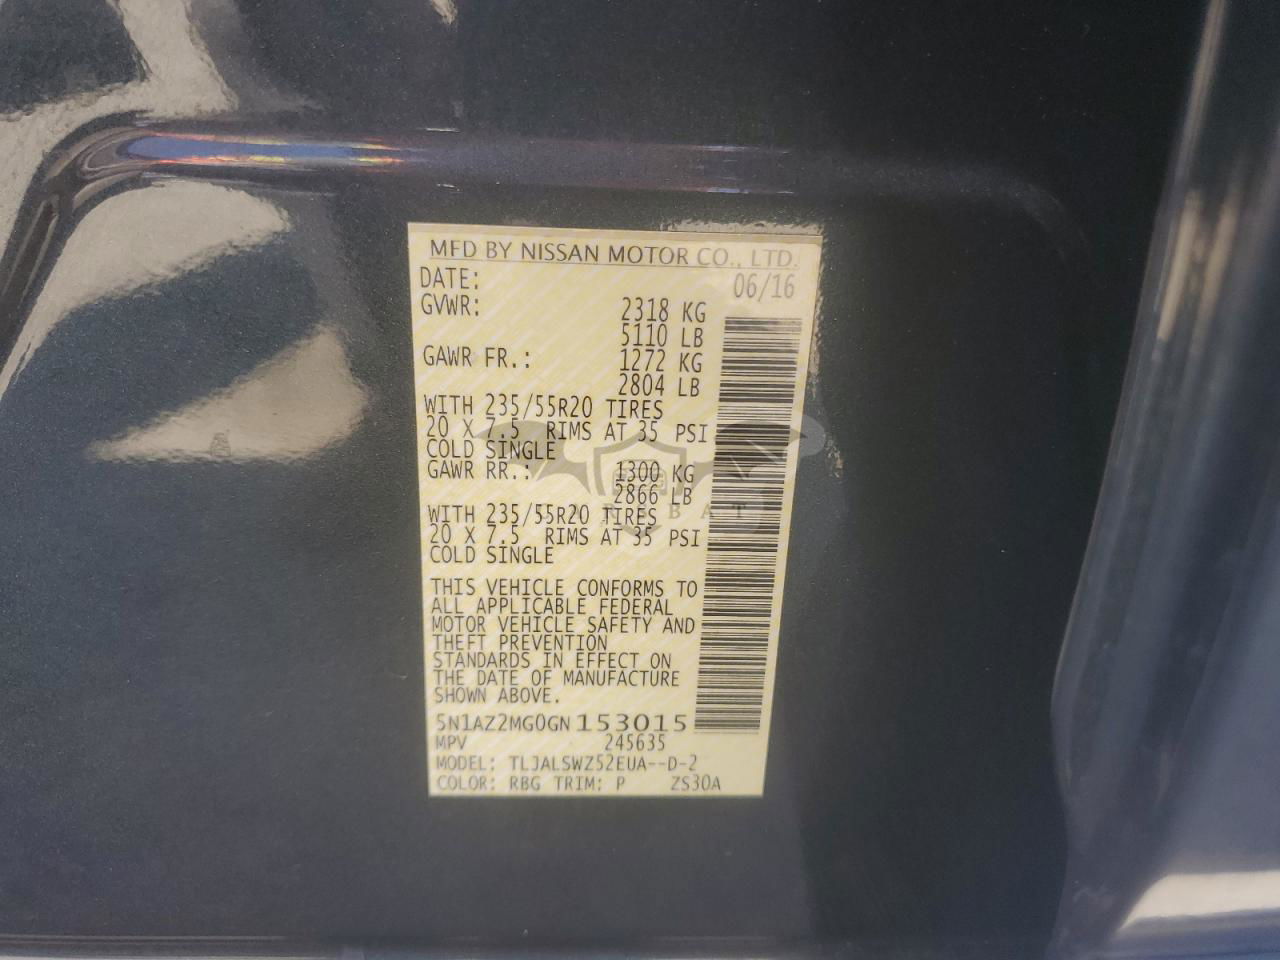 MFD BY NISSAN MOTOR CO., LTD.
DATE: 06/16
GVWR: 2318 KG
5110 LB
GAWR FR.: 1272 KG
2804 LB
WITH 235/55R20 TIRES
20 X 7.5 RIMS AT 35 PSI
COLD SINGLE
GAWR RR.: 1300 KG
2866 LB
WITH 235/55R20 TIRES
20 X 7.5 RIMS AT 35 PSI
COLD SINGLE
THIS VEHICLE CONFORMS TO
ALL APPLICABLE FEDERAL
MOTOR VEHICLE SAFETY AND
THEFT PREVENTION
STANDARDS IN EFFECT ON
THE DATE OF MANUFACTURE
SHOWN ABOVE.
5N1AZ2MG0GN153015
MPV 245635
MODEL: TLJALSWZ52EUA--D-2
COLOR: RBG TRIM: P ZS30A